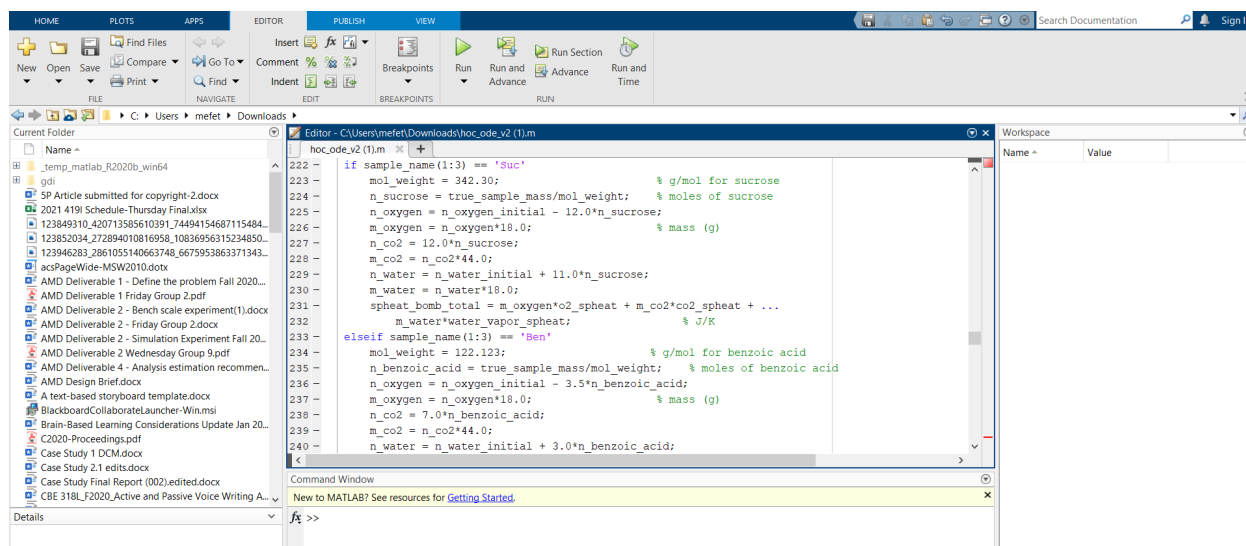 HOME PLOTS APPS EDITOR PUBLISH VIEW Search Documentation Sign I
Find Files Insert fx
New Open Save Compare Go To Comment % Breakpoints Run Run and Advance Run Section Advance Run and Time
Print Find Indent
FILE NAVIGATE EDIT BREAKPOINTS RUN
C: Users mefet Downloads
Current Folder
Name
_temp_matlab_R2020b_win64
gdi
5P Article submitted for copyright-2.docx
2021 419I Schedule-Thursday Final.xlsx
123849310_420713585610391_74494154687115484...
123852034_272894010816958_10836956315234850...
123946283_2861055140663748_6675953863371343...
acsPageWide-MSW2010.dotx
AMD Deliverable 1 - Define the problem Fall 2020....
AMD Deliverable 1 Friday Group 2.pdf
AMD Deliverable 2 - Bench scale experiment(1).docx
AMD Deliverable 2 - Friday Group 2.docx
AMD Deliverable 2 - Simulation Experiment Fall 20...
AMD Deliverable 2 Wednesday Group 9.pdf
AMD Deliverable 4 - Analysis estimation recommen...
AMD Design Brief.docx
A text-based storyboard template.docx
BlackboardCollaborateLauncher-Win.msi
Brain-Based Learning Considerations Update Jan 20...
C2020-Proceedings.pdf
Case Study 1 DCM.docx
Case Study 2.1 edits.docx
Case Study Final Report (002).edited.docx
CBE 318L_F2020_Active and Passive Voice Writing A...
Details
Editor - C:\Users\mefet\Downloads\hoc_ode_v2 (1).m
hoc_ode_v2 (1).m
222 - if sample_name(1:3) == 'Suc'
223 - mol_weight = 342.30; % g/mol for sucrose
224 - n_sucrose = true_sample_mass/mol_weight; % moles of sucrose
225 - n_oxygen = n_oxygen_initial - 12.0*n_sucrose;
226 - m_oxygen = n_oxygen*18.0; % mass (g)
227 - n_co2 = 12.0*n_sucrose;
228 - m_co2 = n_co2*44.0;
229 - n_water = n_water_initial + 11.0*n_sucrose;
230 - m_water = n_water*18.0;
231 - spheat_bomb_total = m_oxygen*o2_spheat + m_co2*co2_spheat + ...
232 m_water*water_vapor_spheat; % J/K
233 - elseif sample_name(1:3) == 'Ben'
234 - mol_weight = 122.123; % g/mol for benzoic acid
235 - n_benzoic_acid = true_sample_mass/mol_weight; % moles of benzoic acid
236 - n_oxygen = n_oxygen_initial - 3.5*n_benzoic_acid;
237 - m_oxygen = n_oxygen*18.0; % mass (g)
238 - n_co2 = 7.0*n_benzoic_acid;
239 - m_co2 = n_co2*44.0;
240 - n_water = n_water_initial + 3.0*n_benzoic_acid;
Command Window
New to MATLAB? See resources for Getting Started.
fx >>
Workspace
Name Value